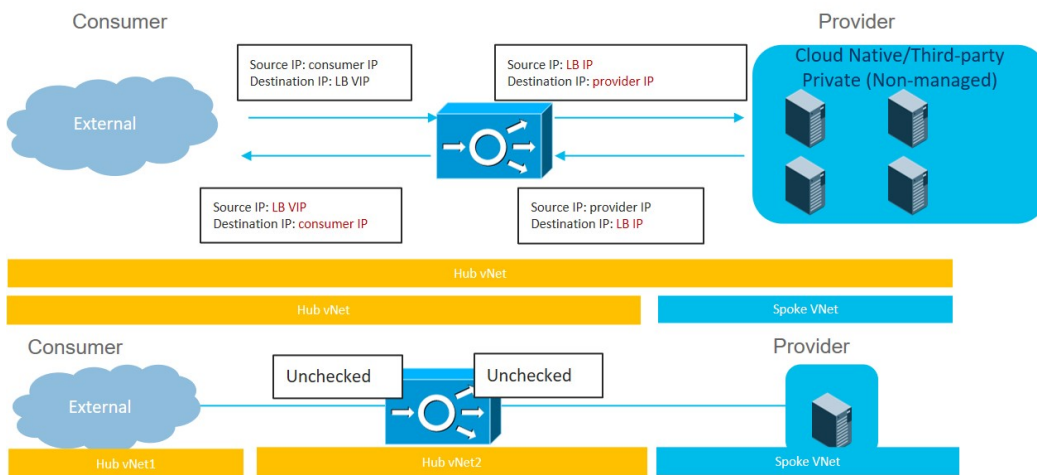 Consumer
Provider
Source IP: consumer IP
Destination IP: LB VIP
Source IP: LB IP
Destination IP: provider IP
Cloud Native/Third-party
Private (Non-managed)
External
Source IP: LB VIP
Destination IP: consumer IP
Source IP: provider IP
Destination IP: LB IP
Hub vNet
Hub vNet
Spoke VNet
Consumer
Provider
Unchecked
Unchecked
External
Hub vNet1
Hub vNet2
Spoke VNet